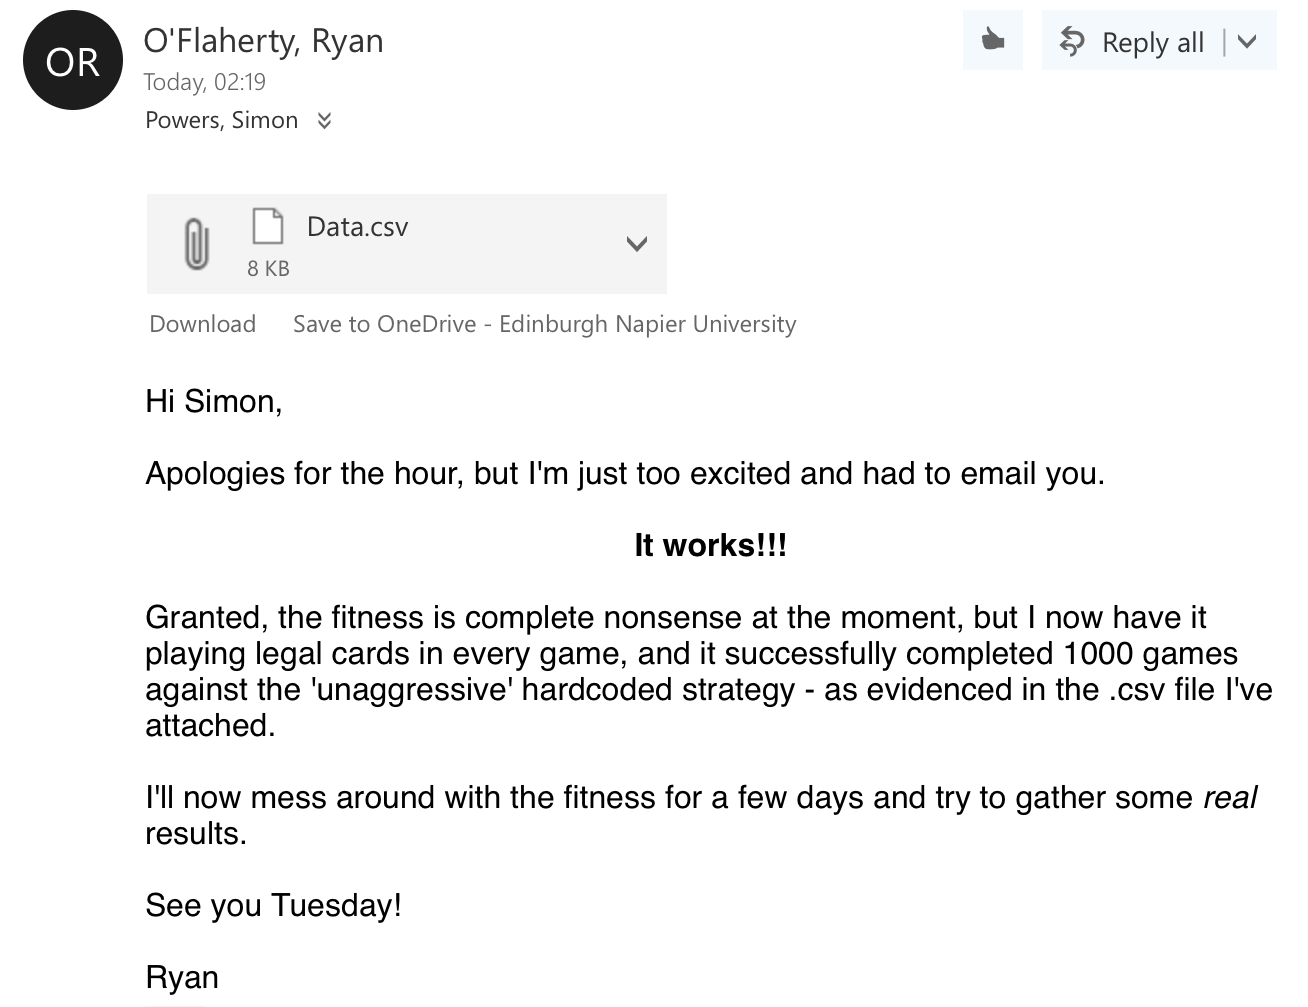 OR
O'Flaherty, Ryan
Reply all
Today, 02:19
Powers, Simon
Data.csv
8 KB
Download
Save to OneDrive - Edinburgh Napier University
Hi Simon,
Apologies for the hour, but I'm just too excited and had to email you.
It works!!!
Granted, the fitness is complete nonsense at the moment, but I now have it
playing legal cards in every game, and it successfully completed 1000 games
against the 'unaggressive' hardcoded strategy - as evidenced in the .csv file I've
attached.
I'll now mess around with the fitness for a few days and try to gather some real
results.
See you Tuesday!
Ryan